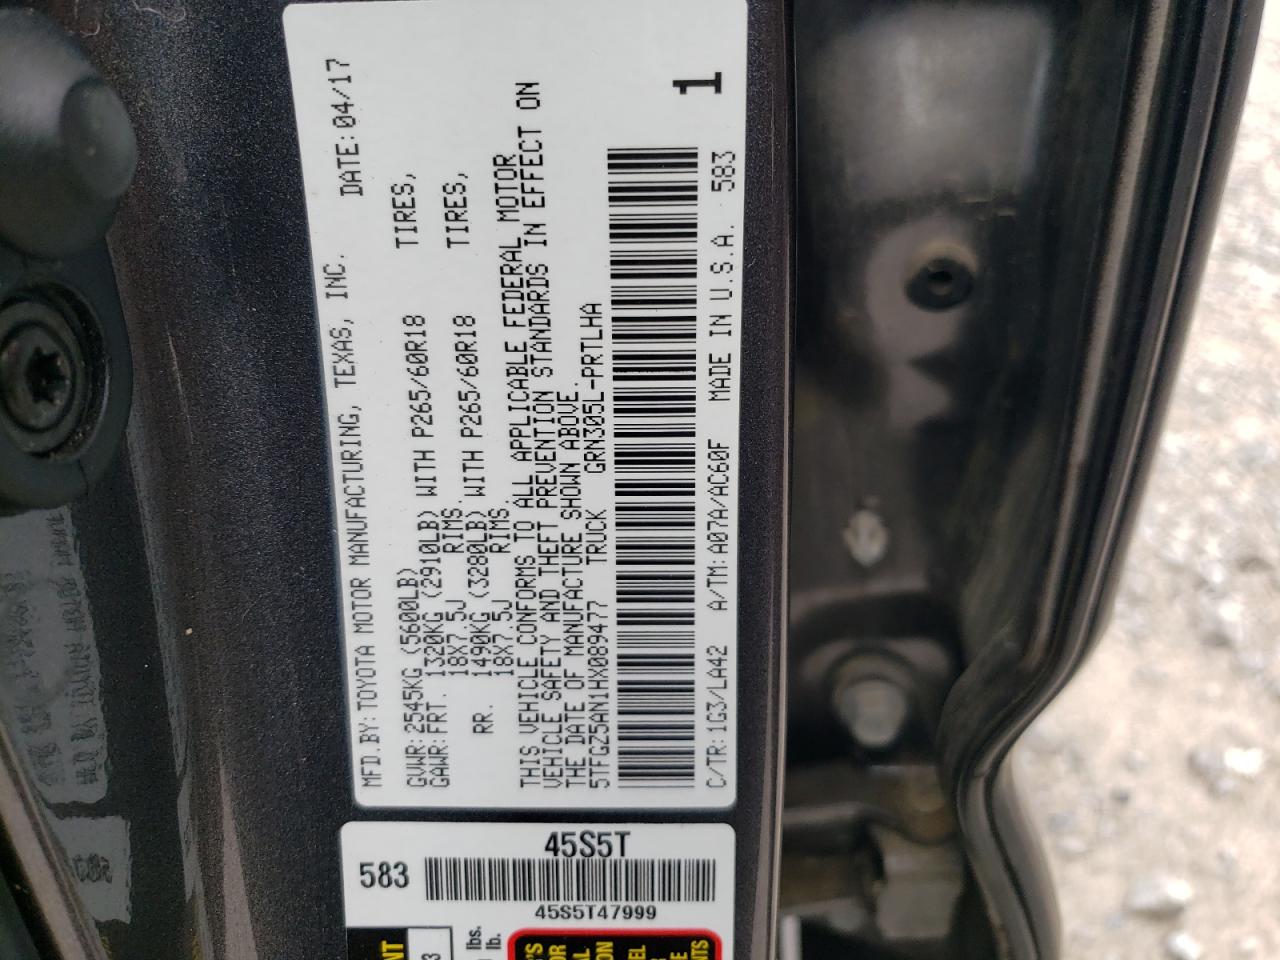 MFD.BY:TOYOTA MOTOR MANUFACTURING, TEXAS, INC. DATE:04/17
GVWR:2545KG (5600LB)
GAWR:FRT. 1320KG (2910LB) WITH P265/60R18 TIRES,
18X7.5J RIMS.
RR. 1490KG (3280LB) WITH P265/60R18 TIRES,
18X7.5J RIMS.
THIS VEHICLE CONFORMS TO ALL APPLICABLE FEDERAL MOTOR
VEHICLE SAFETY AND THEFT PREVENTION STANDARDS IN EFFECT ON
THE DATE OF MANUFACTURE SHOWN ABOVE.
5TFGZ5AN1HX089477 TRUCK GRN305L-PRTLHA
1
C/TR:1G3/LA42 A/TM:A07A/AC60F MADE IN U.S.A. 583
45S5T
583
45S5T47999
lbs.
lb.